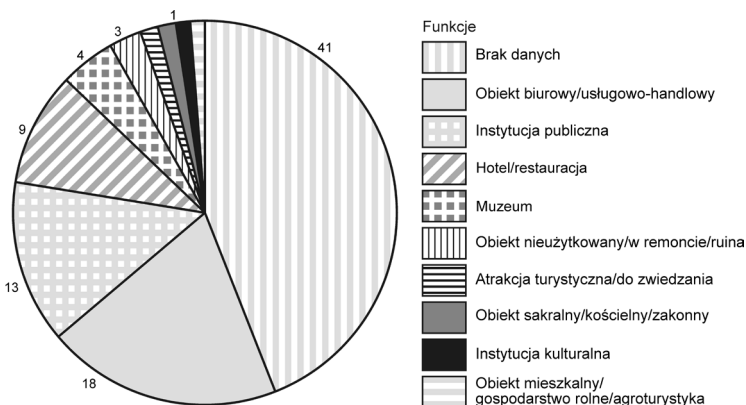 1
3
4
9
13
18
41
Funkcje
Brak danych
Obiekt biurowy/usługowo-handlowy
Instytucja publiczna
Hotel/restauracja
Muzeum
Obiekt nieużytkowany/w remoncie/ruina
Atrakcja turystyczna/do zwiedzania
Obiekt sakralny/kościelny/zakonny
Instytucja kulturalna
Obiekt mieszkalny/
gospodarstwo rolne/agroturystyka